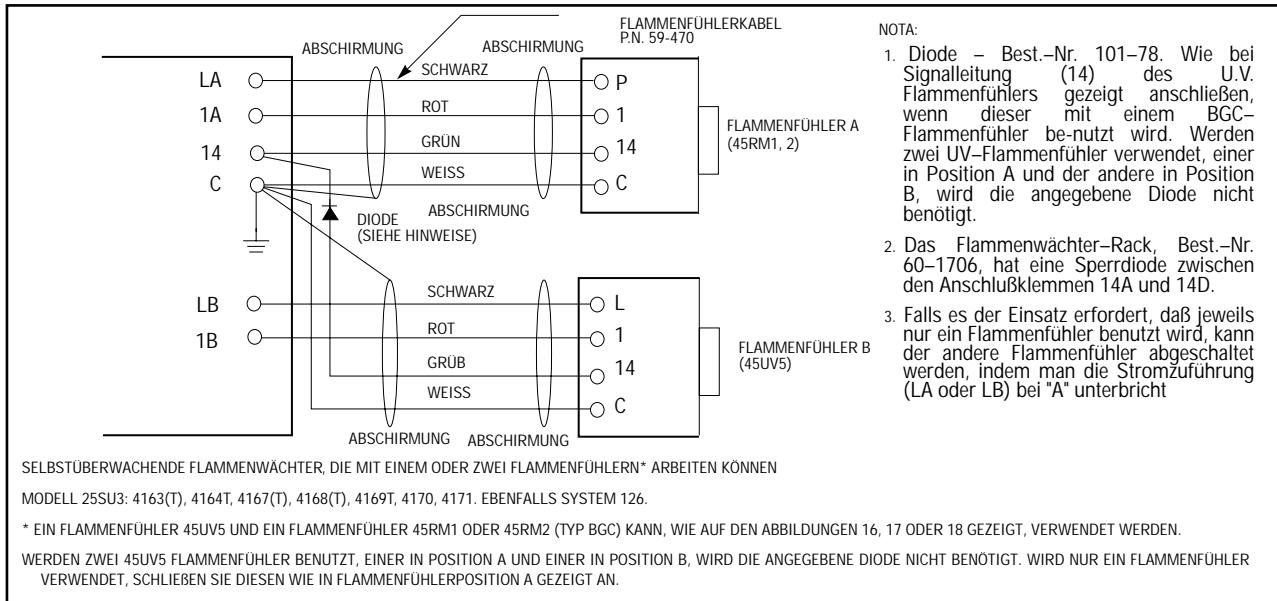 FLAMMENFÜHLERKABEL
P.N. 59-470
ABSCHIRMUNG
ABSCHIRMUNG
LA
SCHWARZ
P
1A
ROT
1
14
GRÜN
14
C
WEISS
C
FLAMMENFÜHLER A
(45RM1, 2)
ABSCHIRMUNG
DIODE
(SIEHE HINWEISE)
LB
SCHWARZ
L
1B
ROT
1
GRÜB
14
WEISS
C
FLAMMENFÜHLER B
(45UV5)
ABSCHIRMUNG
ABSCHIRMUNG
NOTA:
1. Diode – Best.–Nr. 101–78. Wie bei
Signalleitung (14) des U.V.
Flammenfühlers gezeigt anschließen,
wenn dieser mit einem BGC–
Flammenfühler be-nutzt wird. Werden
zwei UV–Flammenfühler verwendet, einer
in Position A und der andere in Position
B, wird die angegebene Diode nicht
benötigt.
2. Das Flammenwächter–Rack, Best.–Nr.
60–1706, hat eine Sperrdiode zwischen
den Anschlußklemmen 14A und 14D.
3. Falls es der Einsatz erfordert, daß jeweils
nur ein Flammenfühler benutzt wird, kann
der andere Flammenfühler abgeschaltet
werden, indem man die Stromzuführung
(LA oder LB) bei "A" unterbricht
SELBSTÜBERWACHENDE FLAMMENWÄCHTER, DIE MIT EINEM ODER ZWEI FLAMMENFÜHLERN* ARBEITEN KÖNNEN
MODELL 25SU3: 4163(T), 4164T, 4167(T), 4168(T), 4169T, 4170, 4171. EBENFALLS SYSTEM 126.
* EIN FLAMMENFÜHLER 45UV5 UND EIN FLAMMENFÜHLER 45RM1 ODER 45RM2 (TYP BGC) KANN, WIE AUF DEN ABBILDUNGEN 16, 17 ODER 18 GEZEIGT, VERWENDET WERDEN.
WERDEN ZWEI 45UV5 FLAMMENFÜHLER BENUTZT, EINER IN POSITION A UND EINER IN POSITION B, WIRD DIE ANGEGEBENE DIODE NICHT BENÖTIGT. WIRD NUR EIN FLAMMENFÜHLER
VERWENDET, SCHLIEßEN SIE DIESEN WIE IN FLAMMENFÜHLERPOSITION A GEZEIGT AN.